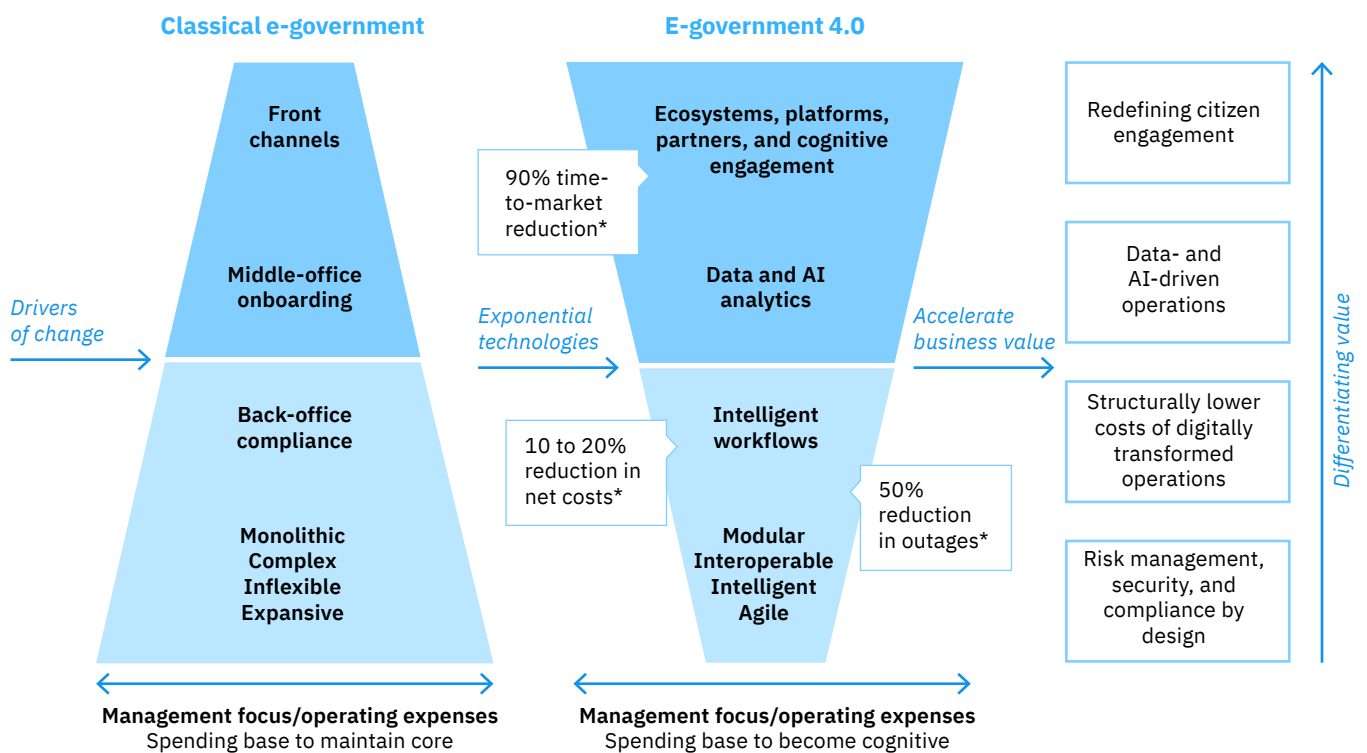 Classical e-government
E-government 4.0
Front
channels
Middle-office
onboarding
Back-office
compliance
Monolithic
Complex
Inflexible
Expansive
Drivers
of change
Management focus/operating expenses
Spending base to maintain core
Exponential
technologies
Ecosystems, platforms,
partners, and cognitive
engagement
90% time-
to-market
reduction*
Data and AI
analytics
Intelligent
workflows
10 to 20%
reduction in
net costs*
50%
reduction
in outages*
Modular
Interoperable
Intelligent
Agile
Management focus/operating expenses
Spending base to become cognitive
Accelerate
business value
Redefining citizen
engagement
Data- and
AI-driven
operations
Structurally lower
costs of digitally
transformed
operations
Risk management,
security, and
compliance by
design
Differentiating value